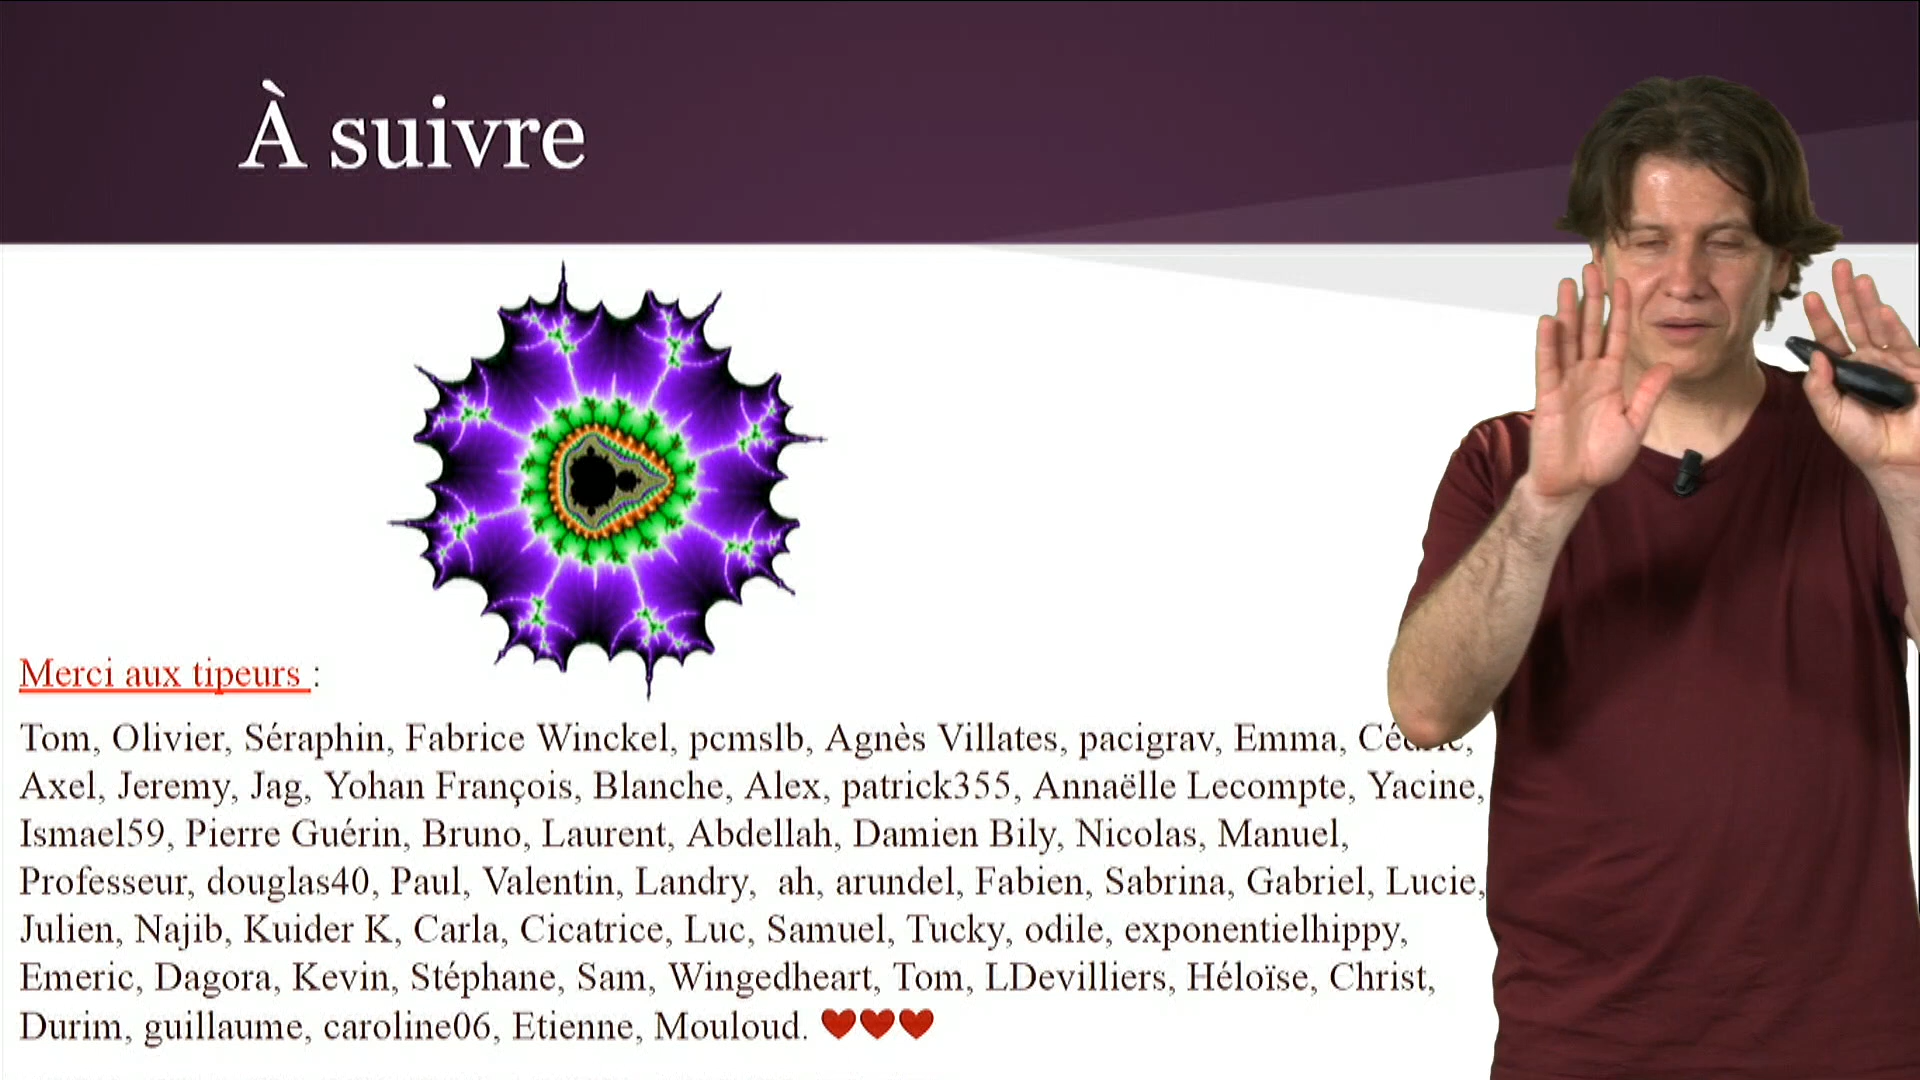 À suivre
Merci aux tipeurs :
Tom, Olivier, Séraphin, Fabrice Winckel, pcmslb, Agnès Villates, pacigrav, Emma,
Axel, Jeremy, Jag, Yohan François, Blanche, Alex, patrick355, Annaëlle Lecompte, Yacine,
Ismael59, Pierre Guérin, Bruno, Laurent, Abdellah, Damien Bily, Nicolas, Manuel,
Professeur, douglas40, Paul, Valentin, Landry,  ah, arundel, Fabien, Sabrina, Gabriel, Lucie,
Julien, Najib, Kuider K, Carla, Cicatrice, Luc, Samuel, Tucky, odile, exponentielhippy,
Emeric, Dagora, Kevin, Stéphane, Sam, Wingedheart, Tom, LDevilliers, Héloïse, Christ,
Durim, guillaume, caroline06, Etienne, Mouloud. ❤❤❤